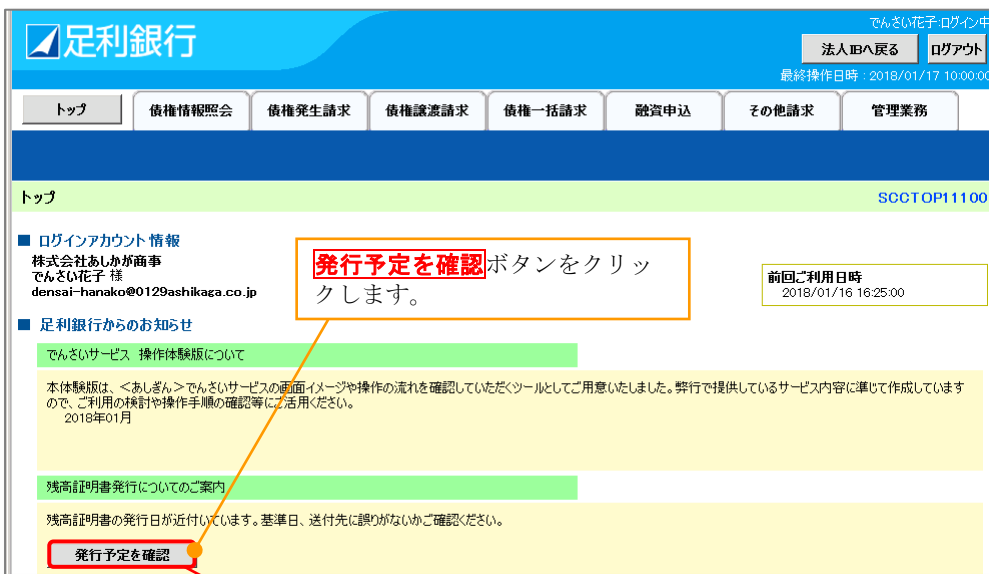 でんさい花子:ログイン中
足利銀行
法人IBへ戻る ログアウト
最終操作日時：2018/01/17 10:00:00
トップ 債権情報照会 債権発生請求 債権譲渡請求 債権一括請求 融資申込 その他請求 管理業務
トップ SCCTOP11100
■ ログインアカウント情報
株式会社あしかが商事
でんさい花子 様
densai-hanako@0129ashikaga.co.jp
発行予定を確認ボタンをクリッ
クします。
前回ご利用日時
2018/01/16 16:25:00
■ 足利銀行からのお知らせ
でんさいサービス 操作体験版について
本体験版は、＜あしぎん＞でんさいサービスの画面イメージや操作の流れを確認していただくツールとしてご用意いたしました。弊行で提供しているサービス内容に準じて作成しています
ので、ご利用の検討や操作手順の確認等にご活用ください。
2018年01月
残高証明書発行についてのご案内
残高証明書の発行日が近付いています。基準日、送付先に誤りがないかご確認ください。
発行予定を確認